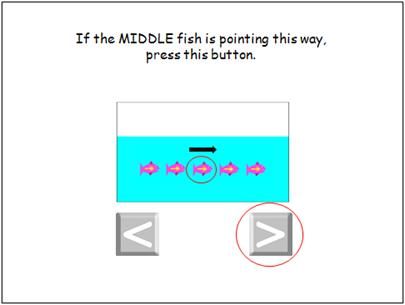 If the MIDDLE fish is pointing this way,
press this button.
< >